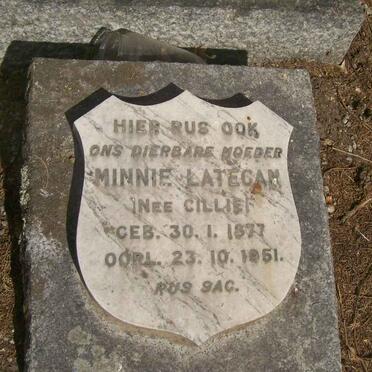 HIER RUS OOK
ONS DIERBARE MOEDER
MINNIE LATEGAN
(NEE CILLIE)
GEB. 30.1.1877
OORL. 23.10.1951.
RUS SAG.